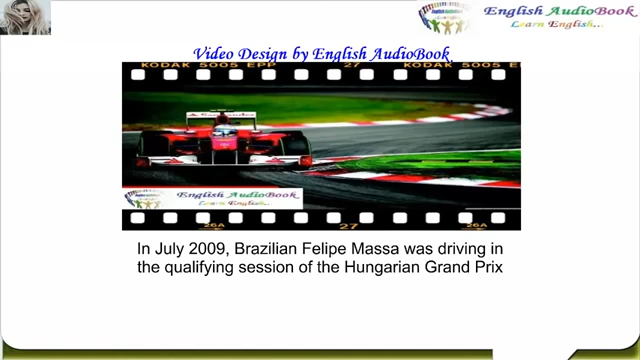 English AudioBook
Learn English...
Video Design by English AudioBook
KODAK 5005 EPP
27
KODAK 5005 E
Santander
English AudioBook
Learn English...
26A
27
26A
In July 2009, Brazilian Felipe Massa was driving in
the qualifying session of the Hungarian Grand Prix